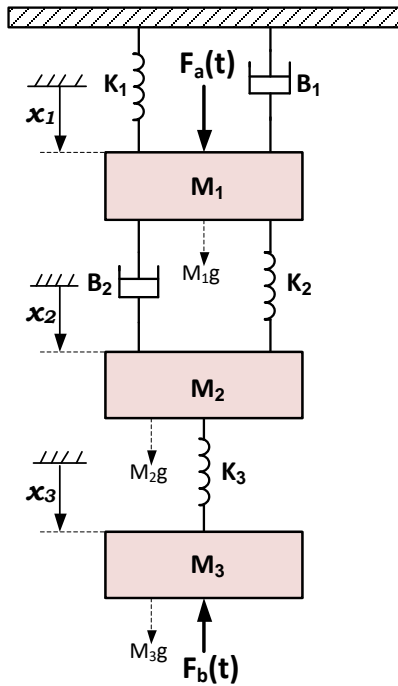 K₁
Fₐ(t)
B₁
x₁
M₁
M₁g
B₂
K₂
x₂
M₂
M₂g
K₃
x₃
M₃
M₃g
F_b(t)